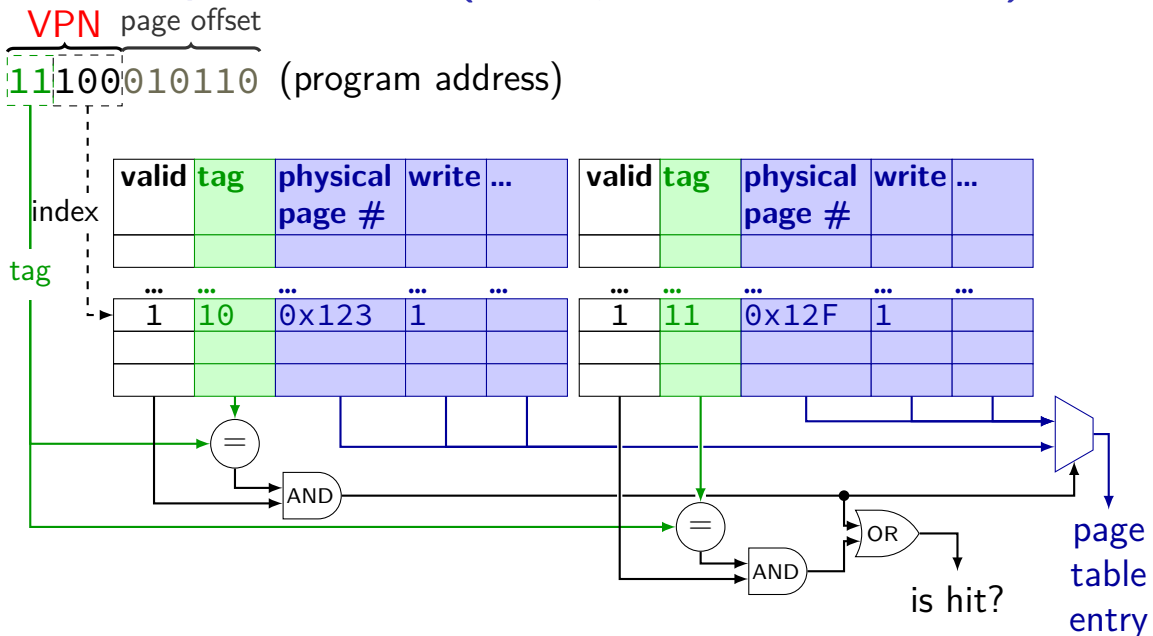 VPN page offset
11100010110 (program address)
valid tag physical page # write ... valid tag physical page # write ...
index
tag
... ... ... ... ... ... ... ... ... ...
1 10 0x123 1 1 11 0x12F 1
=
AND
=
OR
AND
is hit?
page
table
entry